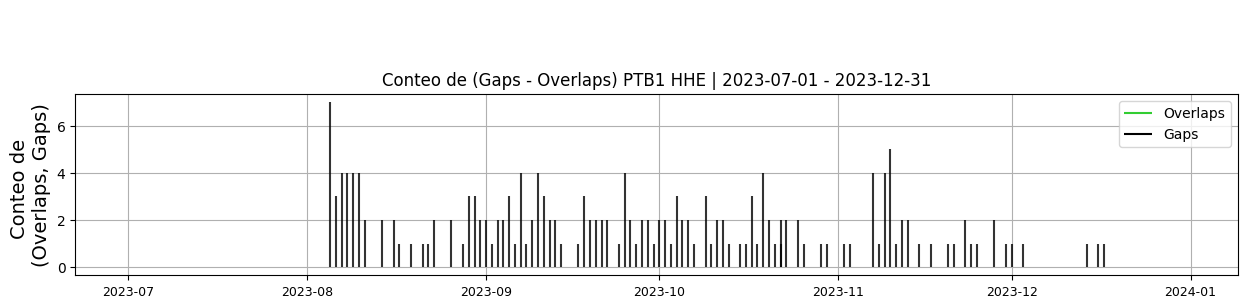 Conteo de (Gaps - Overlaps) PTB1 HHE | 2023-07-01 - 2023-12-31
Conteo de
(Overlaps, Gaps)
6
4
2
0
Overlaps
Gaps
2023-07
2023-08
2023-09
2023-10
2023-11
2023-12
2024-01